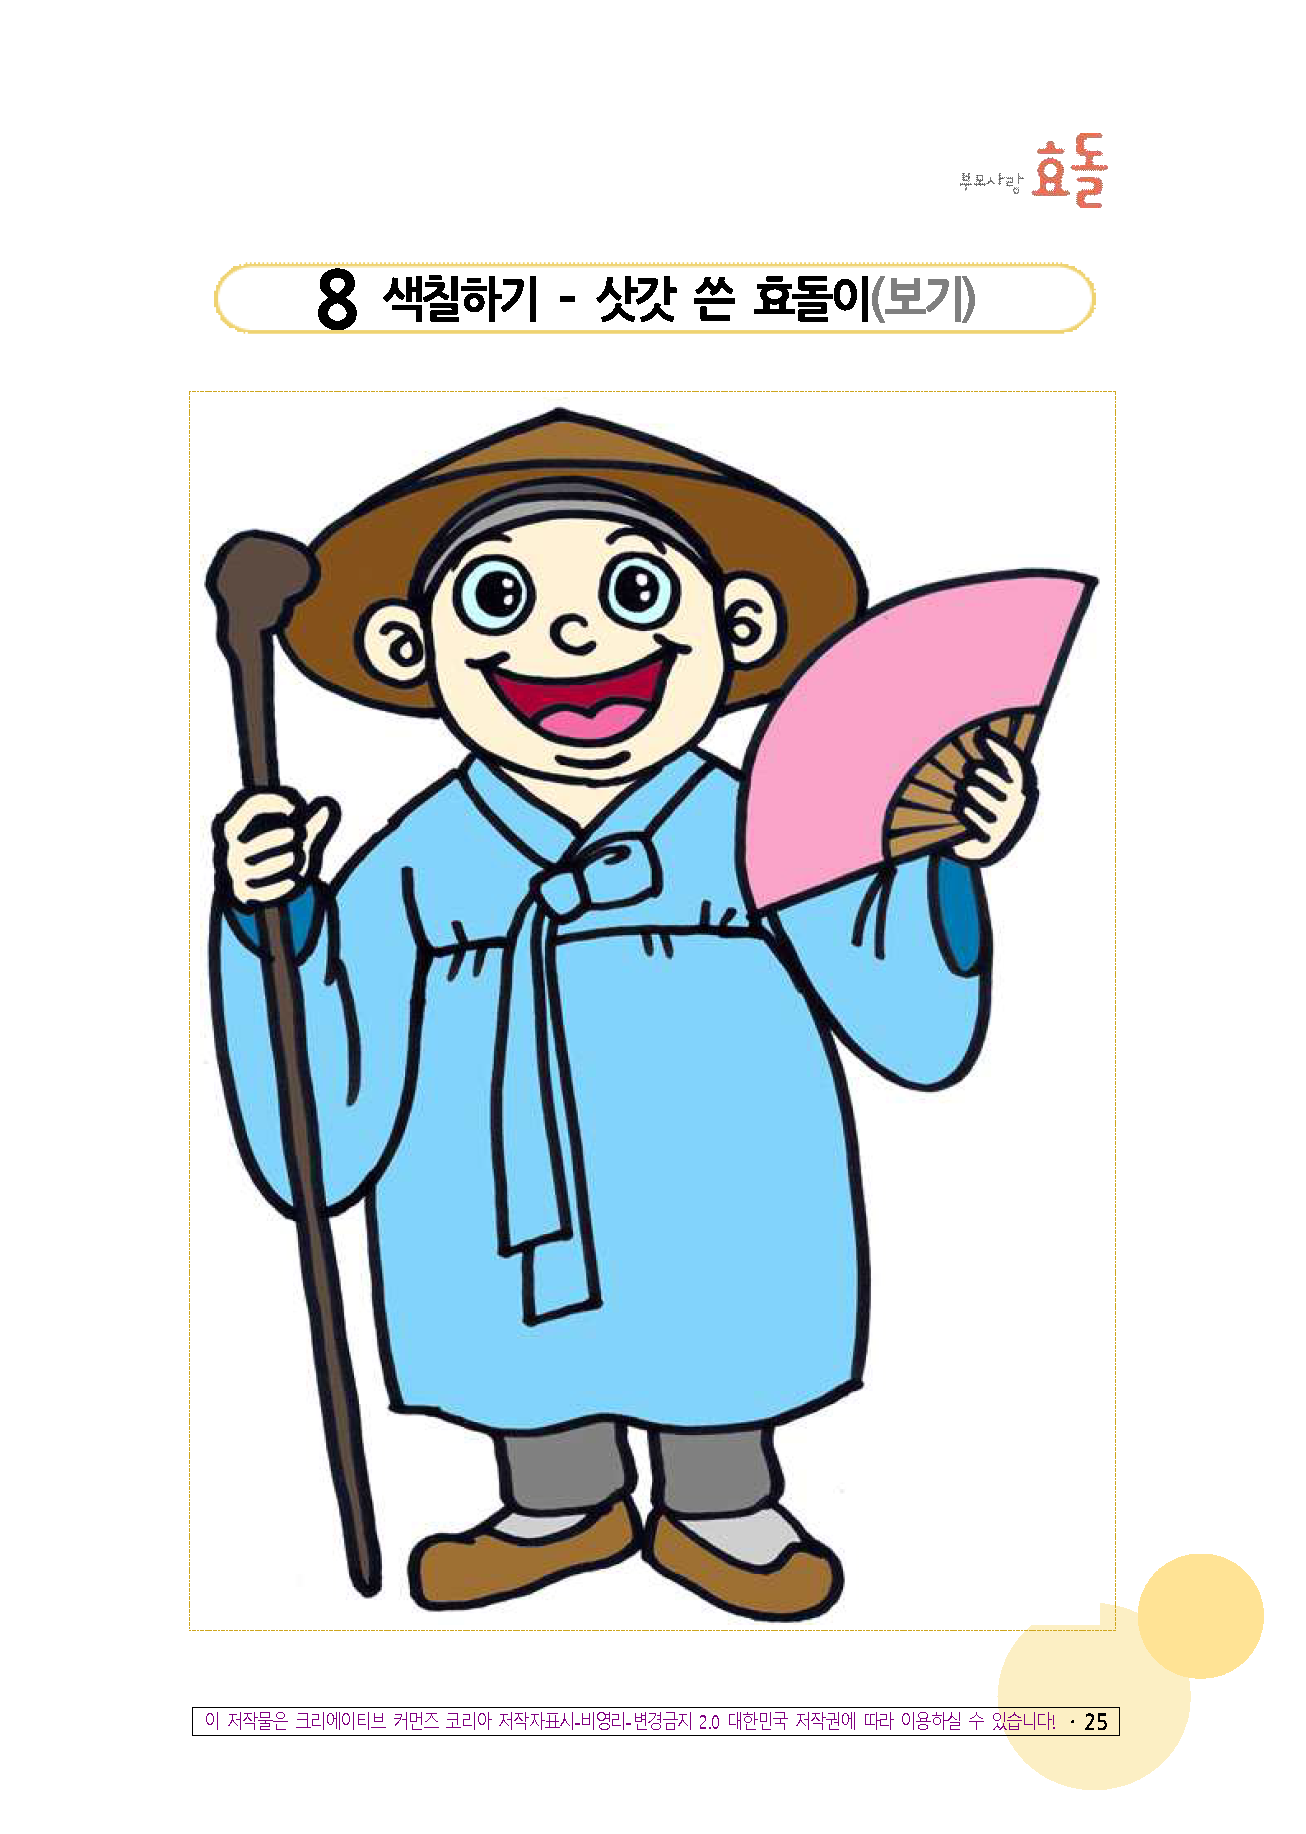 부모사랑 효돌
8 색칠하기 - 삿갓 쓴 효돌이(보기)
이 저작물은 크리에이티브 커먼즈 코리아 저작자표시-비영리-변경금지 2.0 대한민국 저작권에 따라 이용하실 수 있습니다! · 25